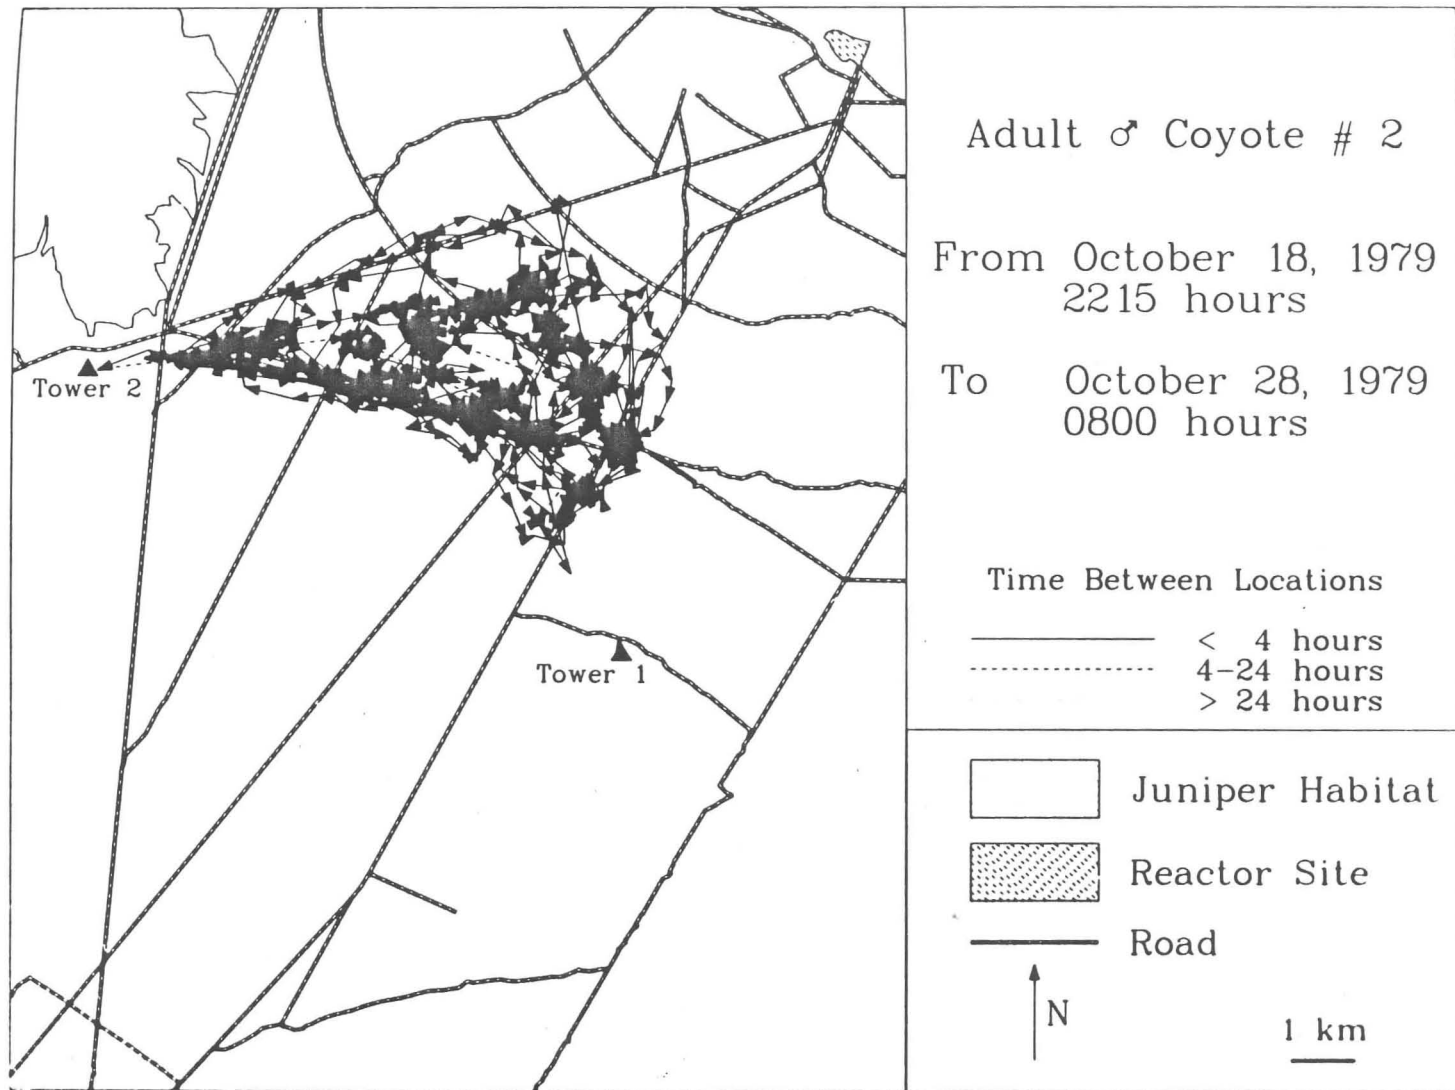 Adult ♂ Coyote # 2
From October 18, 1979
2215 hours
To October 28, 1979
0800 hours
Time Between Locations
< 4 hours
4-24 hours
> 24 hours
Tower 2
Tower 1
Juniper Habitat
Reactor Site
Road
N
1 km